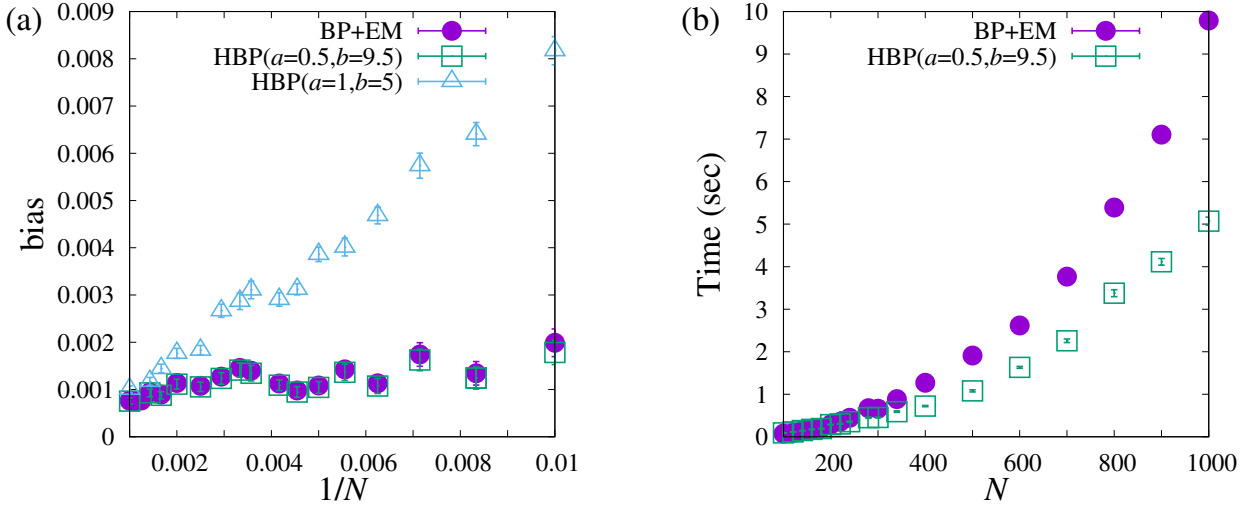 (a)
0.009
0.008
0.007
0.006
0.005
0.004
0.003
0.002
0.001
0
bias
BP+EM
HBP(a=0.5,b=9.5)
HBP(a=1,b=5)
0.002
0.004
0.006
0.008
0.01
1/N
(b)
10
9
8
7
6
5
4
3
2
1
0
Time (sec)
BP+EM
HBP(a=0.5,b=9.5)
200
400
600
800
1000
N